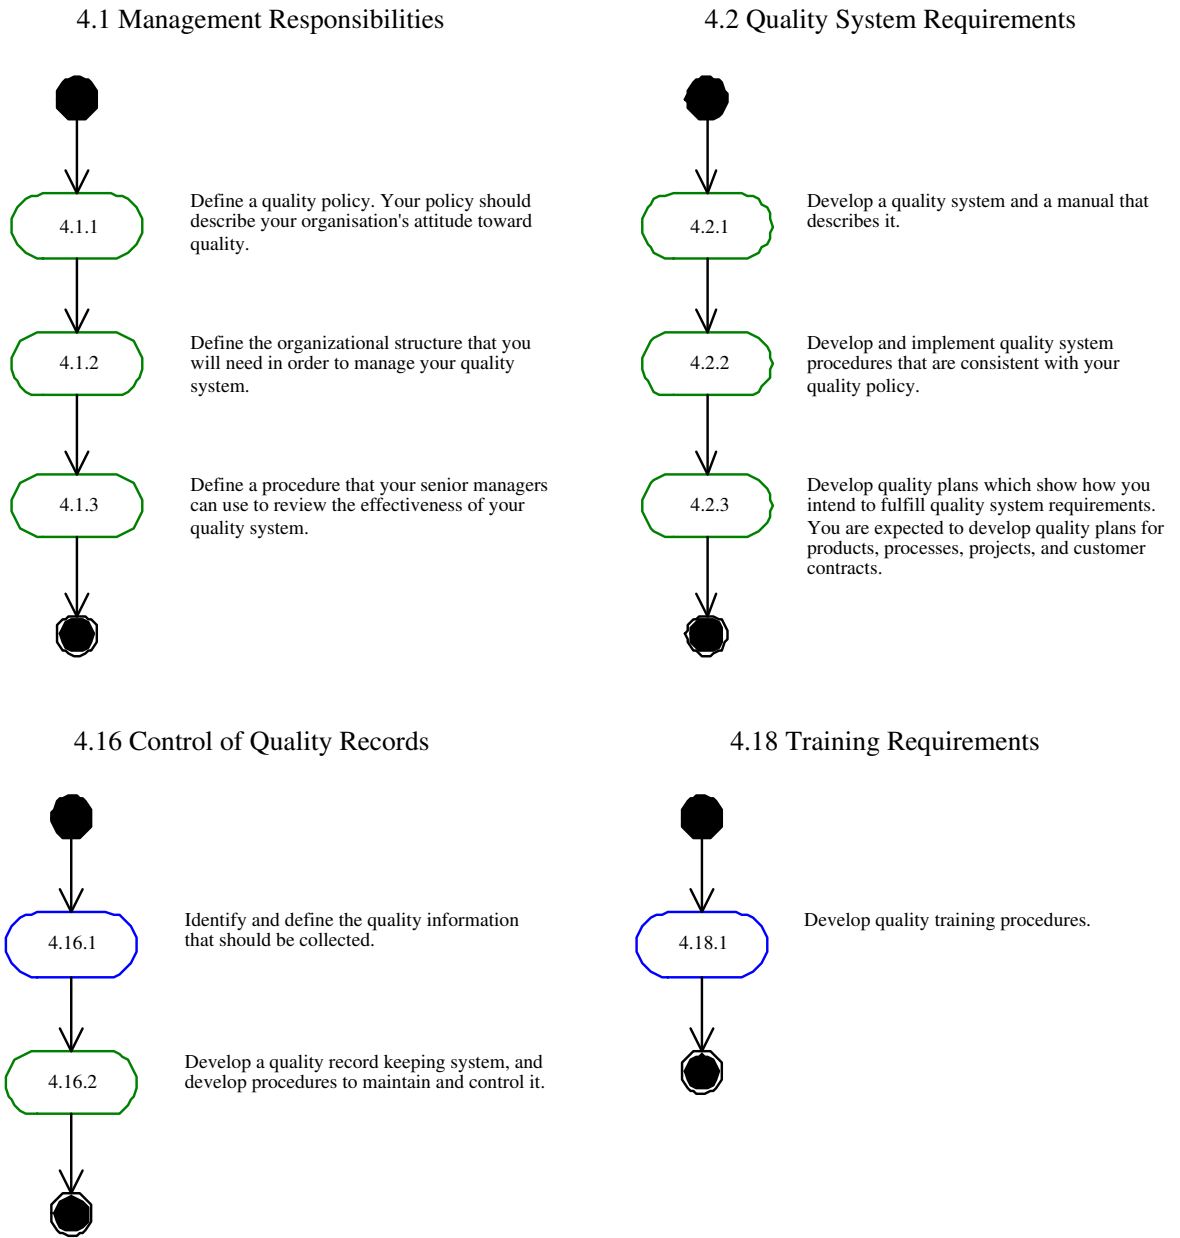 4.1 Management Responsibilities
4.1.1
Define a quality policy. Your policy should
describe your organisation's attitude toward
quality.
4.1.2
Define the organizational structure that you
will need in order to manage your quality
system.
4.1.3
Define a procedure that your senior managers
can use to review the effectiveness of your
quality system.
4.2 Quality System Requirements
4.2.1
Develop a quality system and a manual that
describes it.
4.2.2
Develop and implement quality system
procedures that are consistent with your
quality policy.
4.2.3
Develop quality plans which show how you
intend to fulfill quality system requirements.
You are expected to develop quality plans for
products, processes, projects, and customer
contracts.
4.16 Control of Quality Records
4.16.1
Identify and define the quality information
that should be collected.
4.16.2
Develop a quality record keeping system, and
develop procedures to maintain and control it.
4.18 Training Requirements
4.18.1
Develop quality training procedures.